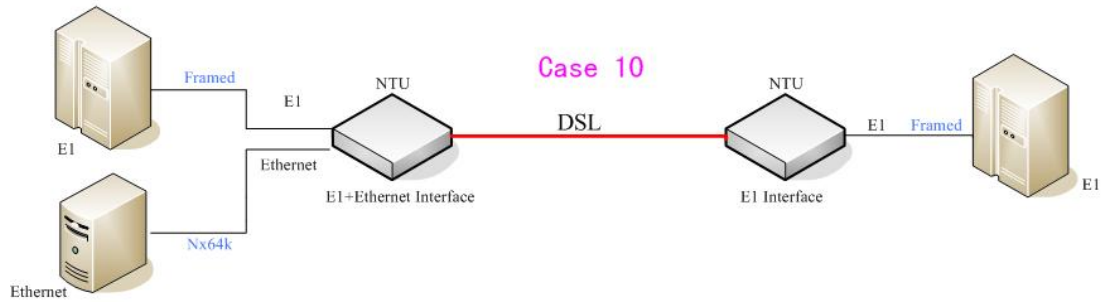 Case 10
Framed
E1
NTU
NTU
DSL
E1
Framed
E1
Ethernet
E1+Ethernet Interface
E1 Interface
E1
Nx64k
Ethernet